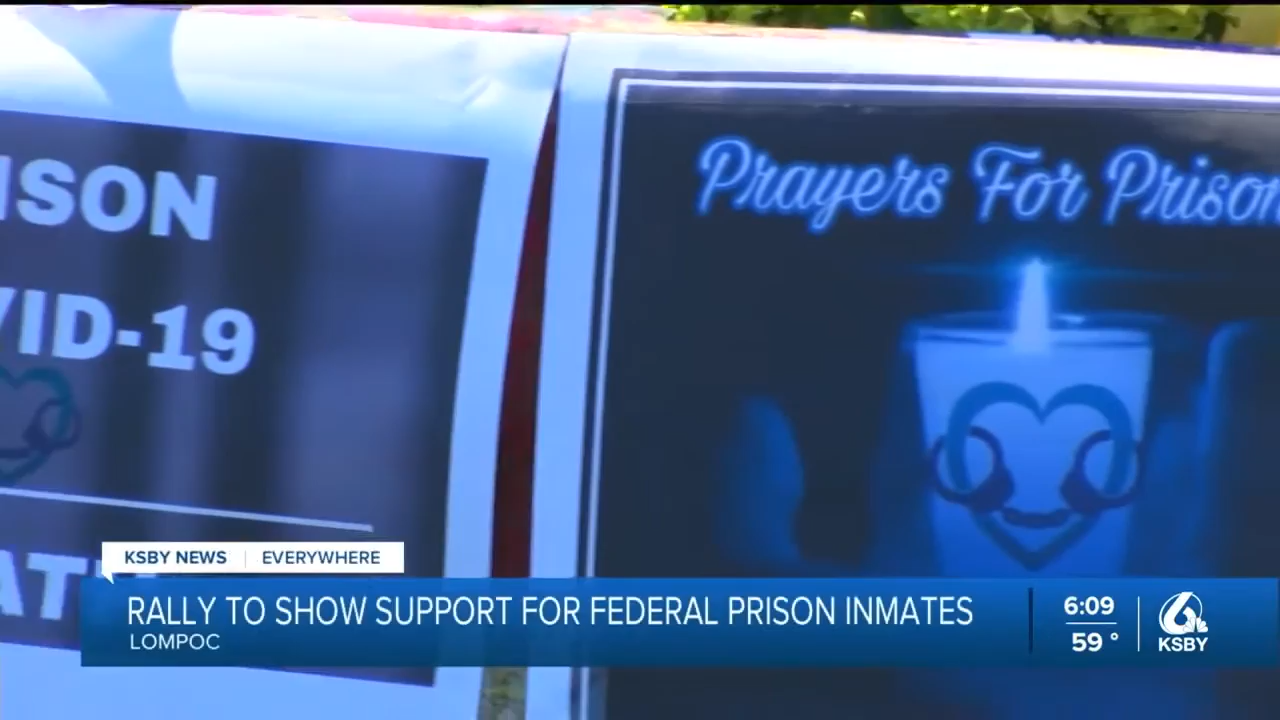 ISON
VID-19
Prayers For Prison
KSBY NEWS | EVERYWHERE
RALLY TO SHOW SUPPORT FOR FEDERAL PRISON INMATES
LOMPOC
6:09
59 °
6
KSBY